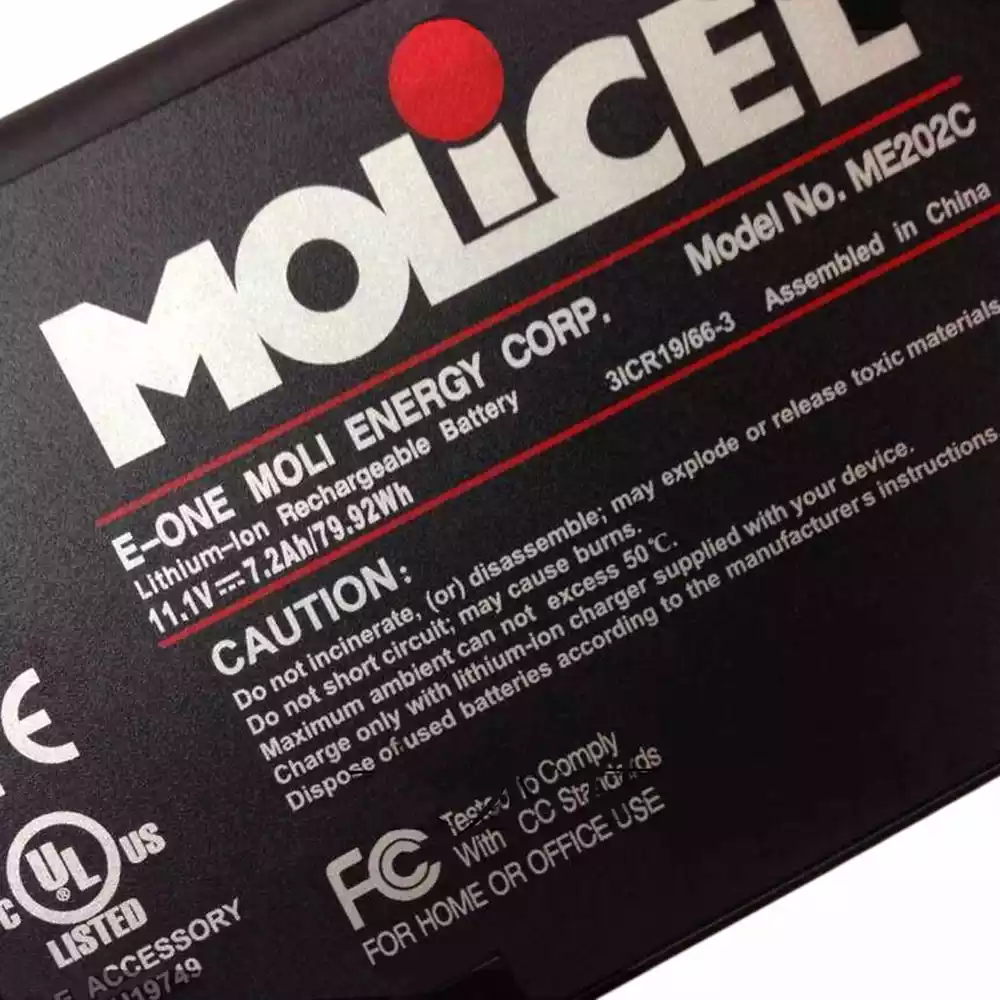 MOLiCEL
Model No. ME202C
E-ONE MOLI ENERGY CORP.
Lithium-Ion Rechargeable Battery 3ICR19/66-3 Assembled in China
11.1V⎓7.2Ah/79.92Wh
CAUTION:
Do not incinerate, (or) disassemble; may explode or release toxic materials.
Do not short circuit; may cause burns.
Maximum ambient can not excess 50℃.
Charge only with lithium-ion charger supplied with your device.
Dispose of used batteries according to the manufacturer's instructions.
CE
C UL ® US
LISTED
ACCESSORY
19749
FC Tested To Comply
With
FOR HOME OR OFFICE USE